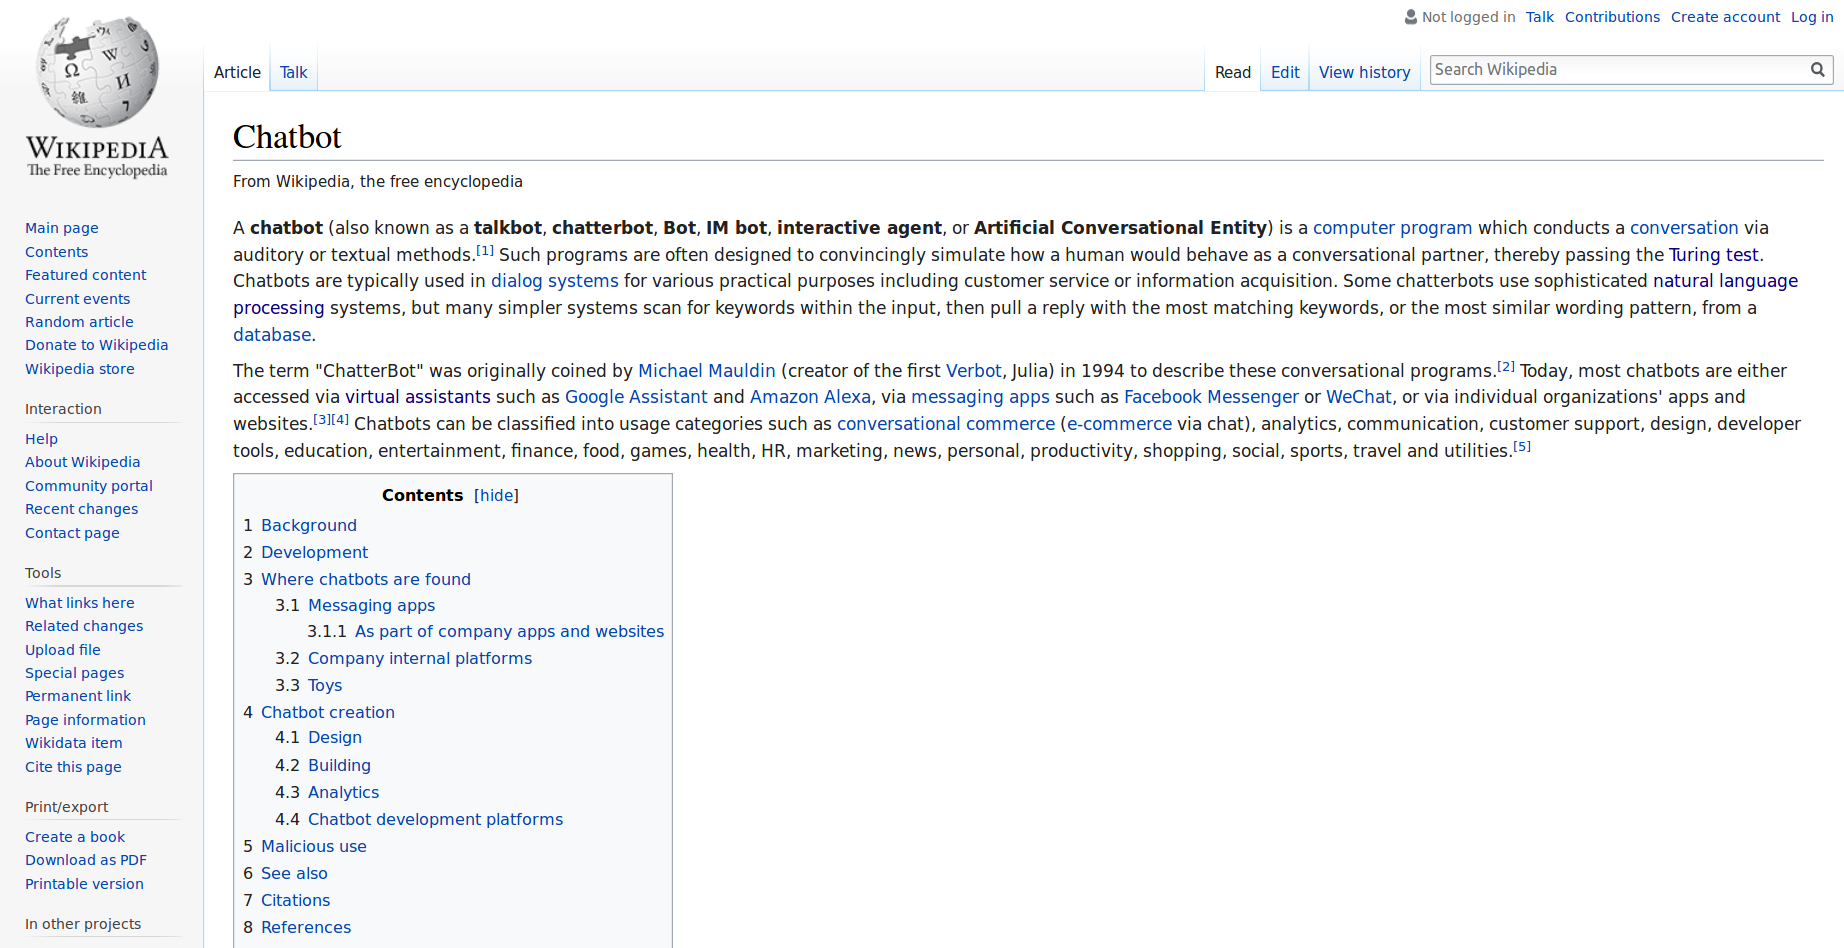 Not logged in Talk Contributions Create account Log in
Article Talk Read Edit View history Search Wikipedia
WIKIPEDIA
The Free Encyclopedia
Main page
Contents
Featured content
Current events
Random article
Donate to Wikipedia
Wikipedia store
Interaction
Help
About Wikipedia
Community portal
Recent changes
Contact page
Tools
What links here
Related changes
Upload file
Special pages
Permanent link
Page information
Wikidata item
Cite this page
Print/export
Create a book
Download as PDF
Printable version
In other projects
Chatbot
From Wikipedia, the free encyclopedia
A chatbot (also known as a talkbot, chatterbot, Bot, IM bot, interactive agent, or Artificial Conversational Entity) is a computer program which conducts a conversation via
auditory or textual methods.[1] Such programs are often designed to convincingly simulate how a human would behave as a conversational partner, thereby passing the Turing test.
Chatbots are typically used in dialog systems for various practical purposes including customer service or information acquisition. Some chatterbots use sophisticated natural language
processing systems, but many simpler systems scan for keywords within the input, then pull a reply with the most matching keywords, or the most similar wording pattern, from a
database.
The term "ChatterBot" was originally coined by Michael Mauldin (creator of the first Verbot, Julia) in 1994 to describe these conversational programs.[2] Today, most chatbots are either
accessed via virtual assistants such as Google Assistant and Amazon Alexa, via messaging apps such as Facebook Messenger or WeChat, or via individual organizations' apps and
websites.[3][4] Chatbots can be classified into usage categories such as conversational commerce (e-commerce via chat), analytics, communication, customer support, design, developer
tools, education, entertainment, finance, food, games, health, HR, marketing, news, personal, productivity, shopping, social, sports, travel and utilities.[5]
Contents [hide]
1 Background
2 Development
3 Where chatbots are found
3.1 Messaging apps
3.1.1 As part of company apps and websites
3.2 Company internal platforms
3.3 Toys
4 Chatbot creation
4.1 Design
4.2 Building
4.3 Analytics
4.4 Chatbot development platforms
5 Malicious use
6 See also
7 Citations
8 References